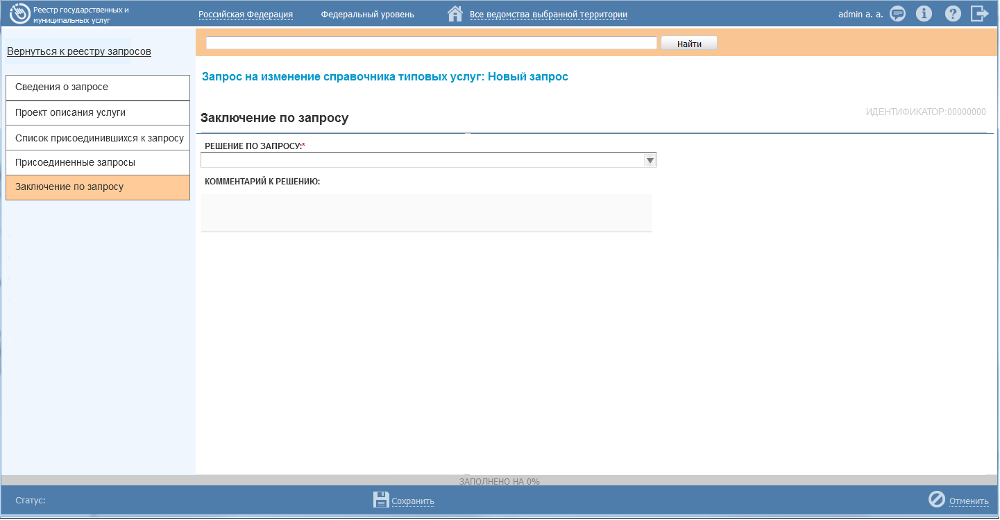 Реестр государственных и
муниципальных услуг
Российская Федерация
Федеральный уровень
Все ведомства выбранной территории
admin a. a.
Вернуться к реестру запросов
Найти
Сведения о запросе
Проект описания услуги
Список присоединившихся к запросу
Присоединенные запросы
Заключение по запросу
Запрос на изменение справочника типовых услуг: Новый запрос
Заключение по запросу
ИДЕНТИФИКАТОР:00000000
РЕШЕНИЕ ПО ЗАПРОСУ:*
КОММЕНТАРИЙ К РЕШЕНИЮ:
ЗАПОЛНЕНО НА 0%
Статус:
Сохранить
Отменить